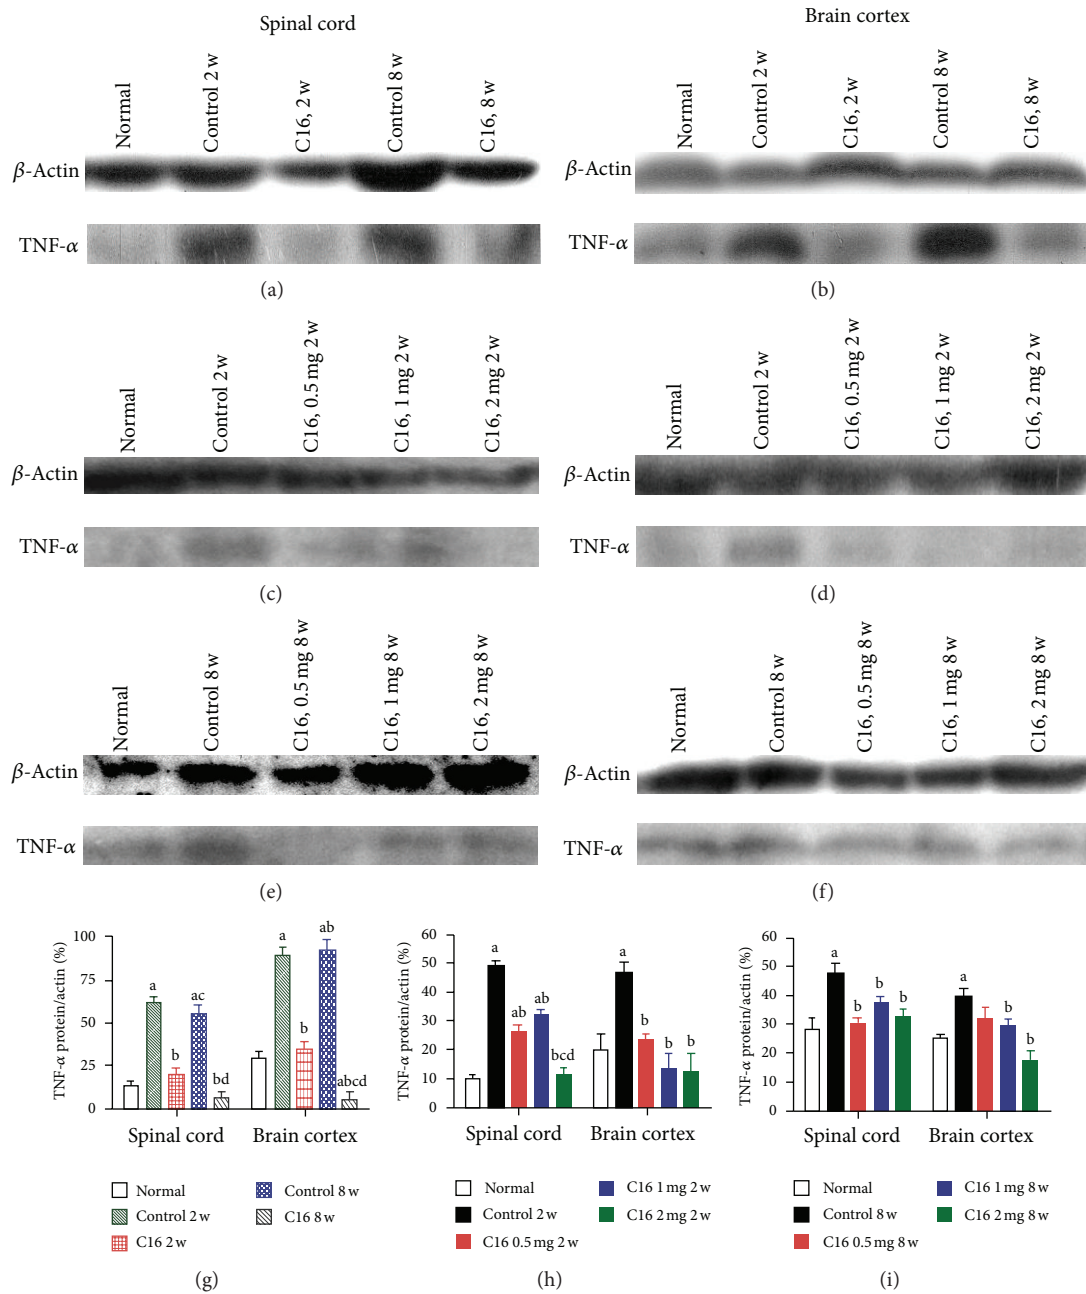 Spinal cord
Brain cortex
Normal
Control 2 w
C16, 2 w
Control 8 w
C16, 8 w
Normal
Control 2 w
C16, 2 w
Control 8 w
C16, 8 w
β-Actin
β-Actin
TNF-α
TNF-α
(a)
(b)
Normal
Control 2 w
C16, 0.5 mg 2 w
C16, 1 mg 2 w
C16, 2 mg 2 w
Normal
Control 2 w
C16, 0.5 mg 2 w
C16, 1 mg 2 w
C16, 2 mg 2 w
β-Actin
β-Actin
TNF-α
TNF-α
(c)
(d)
Normal
Control 8 w
C16, 0.5 mg 8 w
C16, 1 mg 8 w
C16, 2 mg 8 w
Normal
Control 8 w
C16, 0.5 mg 8 w
C16, 1 mg 8 w
C16, 2 mg 8 w
β-Actin
β-Actin
TNF-α
TNF-α
(e)
(f)
TNF-α protein/actin (%)
100
75
50
25
0
a
b
ac
bd
a
b
ab
abcd
Spinal cord
Brain cortex
Normal
Control 2 w
C16 2 w
Control 8 w
C16 8 w
(g)
TNF-α protein/actin (%)
60
50
40
30
20
10
0
a
ab
ab
bcd
a
b
b
b
Spinal cord
Brain cortex
Normal
Control 2 w
C16 0.5 mg 2 w
C16 1 mg 2 w
C16 2 mg 2 w
(h)
TNF-α protein/actin (%)
60
50
40
30
20
10
0
a
b
b
b
a
b
b
Spinal cord
Brain cortex
Normal
Control 8 w
C16 0.5 mg 8 w
C16 1 mg 8 w
C16 2 mg 8 w
(i)